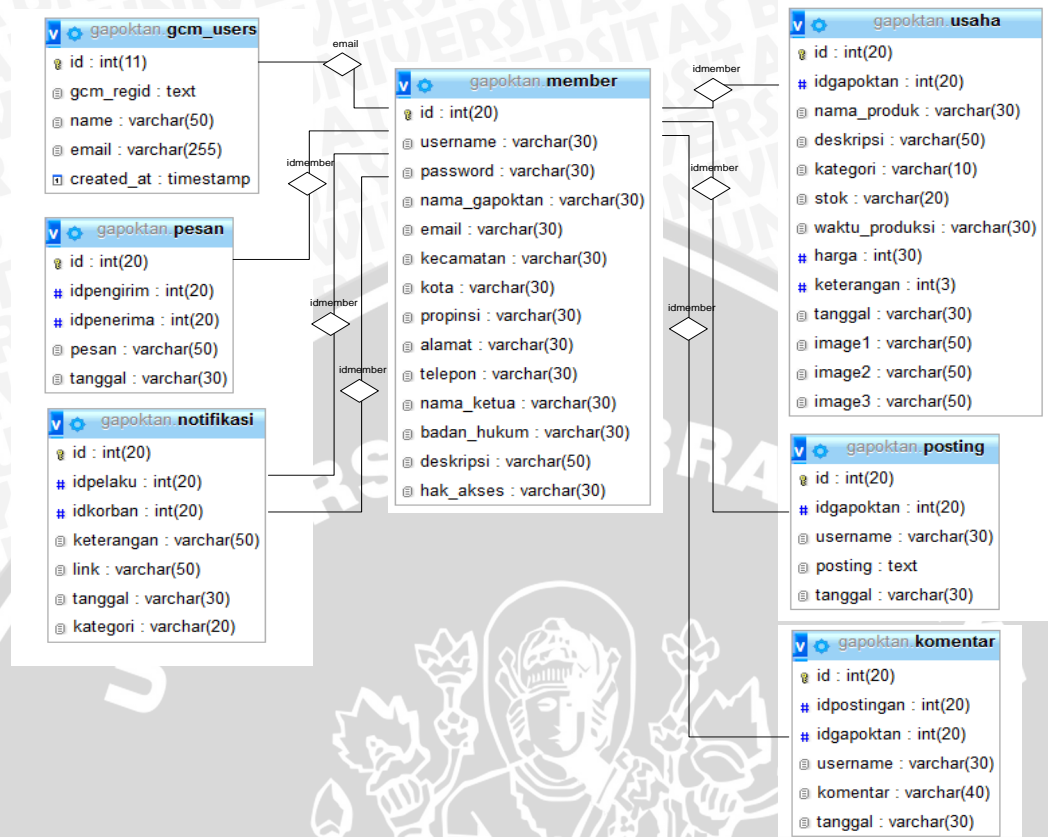 gapoktan.gcm_users
id : int(11)
gcm_regid : text
name : varchar(50)
email : varchar(255)
created_at : timestamp
gapoktan.pesan
id : int(20)
idpengirim : int(20)
idpenerima : int(20)
pesan : varchar(50)
tanggal : varchar(30)
gapoktan.notifikasi
id : int(20)
idpelaku : int(20)
idkorban : int(20)
keterangan : varchar(50)
link : varchar(50)
tanggal : varchar(30)
kategori : varchar(20)
email
idmember
idmember
idmember
gapoktan.member
id : int(20)
username : varchar(30)
password : varchar(30)
nama_gapoktan : varchar(30)
email : varchar(30)
kecamatan : varchar(30)
kota : varchar(30)
propinsi : varchar(30)
alamat : varchar(30)
telepon : varchar(30)
nama_ketua : varchar(30)
badan_hukum : varchar(30)
deskripsi : varchar(50)
hak_akses : varchar(30)
idmember
idmember
idmember
gapoktan.usaha
id : int(20)
idgapoktan : int(20)
nama_produk : varchar(30)
deskripsi : varchar(50)
kategori : varchar(10)
stok : varchar(20)
waktu_produksi : varchar(30)
harga : int(30)
keterangan : int(3)
tanggal : varchar(30)
image1 : varchar(50)
image2 : varchar(50)
image3 : varchar(50)
gapoktan.posting
id : int(20)
idgapoktan : int(20)
username : varchar(30)
posting : text
tanggal : varchar(30)
gapoktan.komentar
id : int(20)
idpostingan : int(20)
idgapoktan : int(20)
username : varchar(30)
komentar : varchar(40)
tanggal : varchar(30)